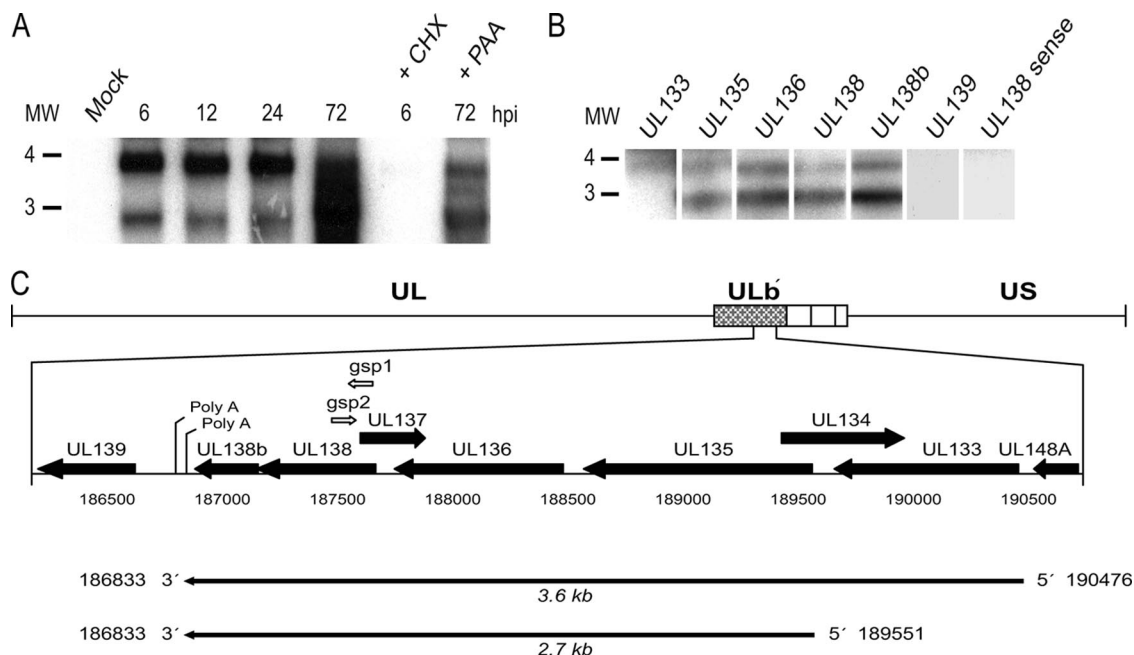 A
Mock
+ CHX
+ PAA
MW 6 12 24 72 6 72 hpi
4
3
B
UL133
UL135
UL136
UL138
UL138b
UL139
UL138 sense
MW
4
3
C
UL ULb´ US
gsp1
gsp2
Poly A
Poly A
UL137 UL134
UL139 UL138b UL138 UL136 UL135 UL133 UL148A
186500 187000 187500 188000 188500 189000 189500 190000 190500
186833 3´ 5´ 190476
3.6 kb
186833 3´ 5´ 189551
2.7 kb